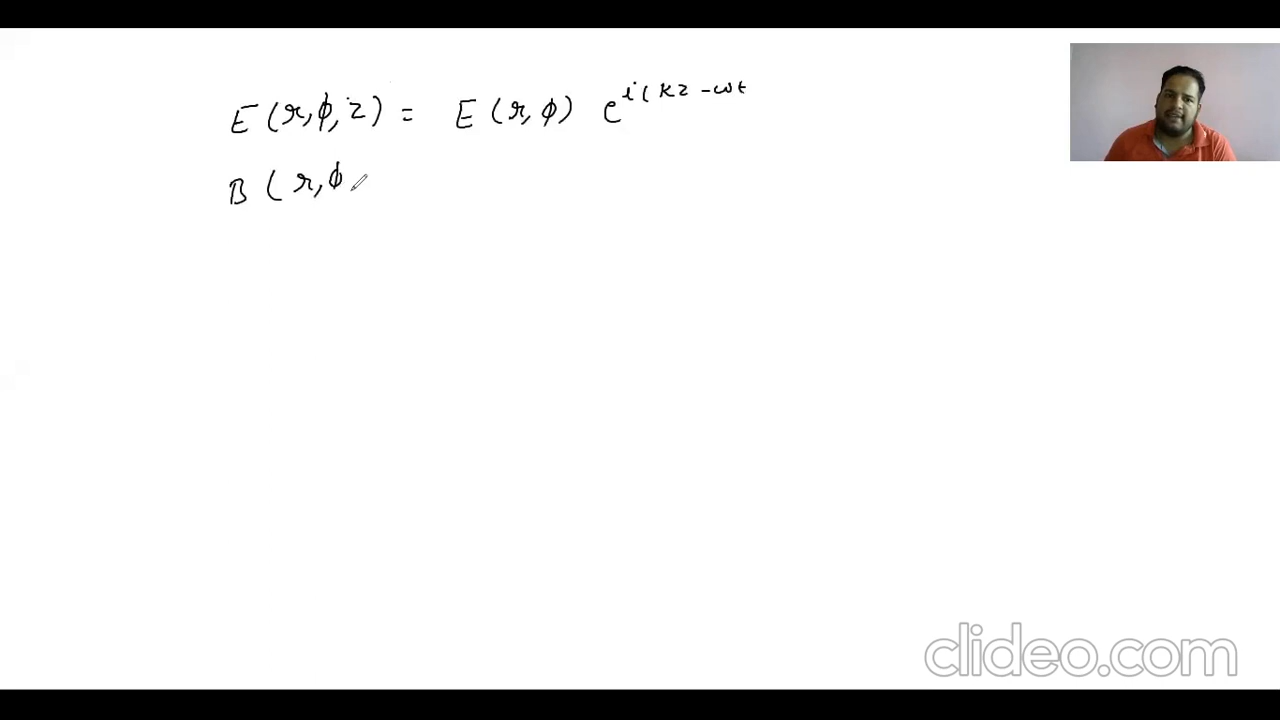 E (r, ϕ, z) = E (r, ϕ) e^i(kz - ωt
B (r, ϕ
clideo.com